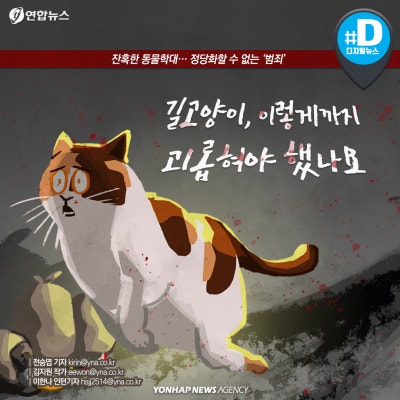 연합뉴스
#D
디지털뉴스
잔혹한 동물학대… 정당화할 수 없는 '범죄'
길고양이, 이렇게까지
괴롭혀야 했나요
전승엽 기자 kirin@yna.co.kr
김지원 작가 eewon@yna.co.kr
이한나 인턴기자 hsjj2514@yna.co.kr
YONHAP NEWS AGENCY